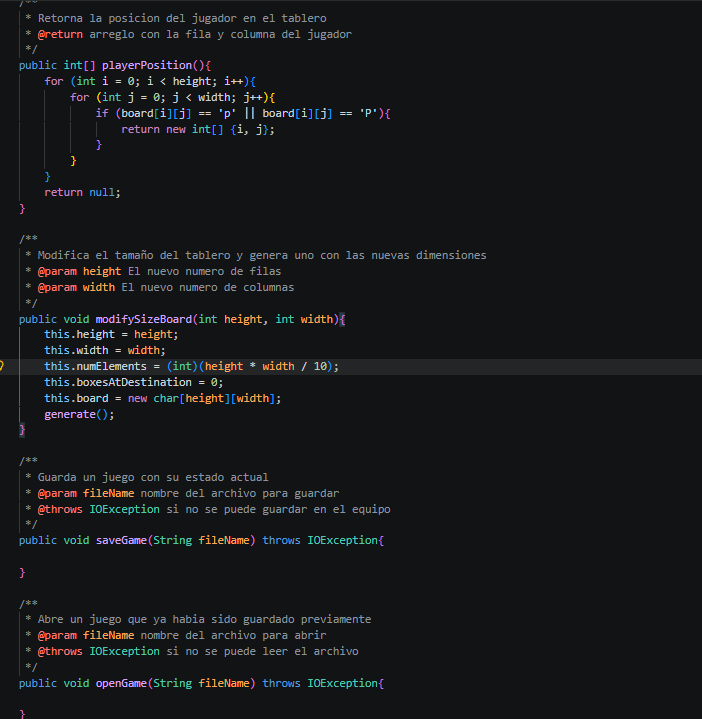 /**
* Retorna la posicion del jugador en el tablero
* @return arreglo con la fila y columna del jugador
*/
public int[] playerPosition(){
for (int i = 0; i < height; i++){
for (int j = 0; j < width; j++){
if (board[i][j] == 'p' || board[i][j] == 'P'){
return new int[] {i, j};
}
}
}
return null;
}
/**
* Modifica el tamaño del tablero y genera uno con las nuevas dimensiones
* @param height El nuevo numero de filas
* @param width El nuevo numero de columnas
*/
public void modifySizeBoard(int height, int width){
this.height = height;
this.width = width;
this.numElements = (int)(height * width / 10);
this.boxesAtDestination = 0;
this.board = new char[height][width];
generate();
}
/**
* Guarda un juego con su estado actual
* @param fileName nombre del archivo para guardar
* @throws IOException si no se puede guardar en el equipo
*/
public void saveGame(String fileName) throws IOException{
}
/**
* Abre un juego que ya habia sido guardado previamente
* @param fileName nombre del archivo para abrir
* @throws IOException si no se puede leer el archivo
*/
public void openGame(String fileName) throws IOException{
}